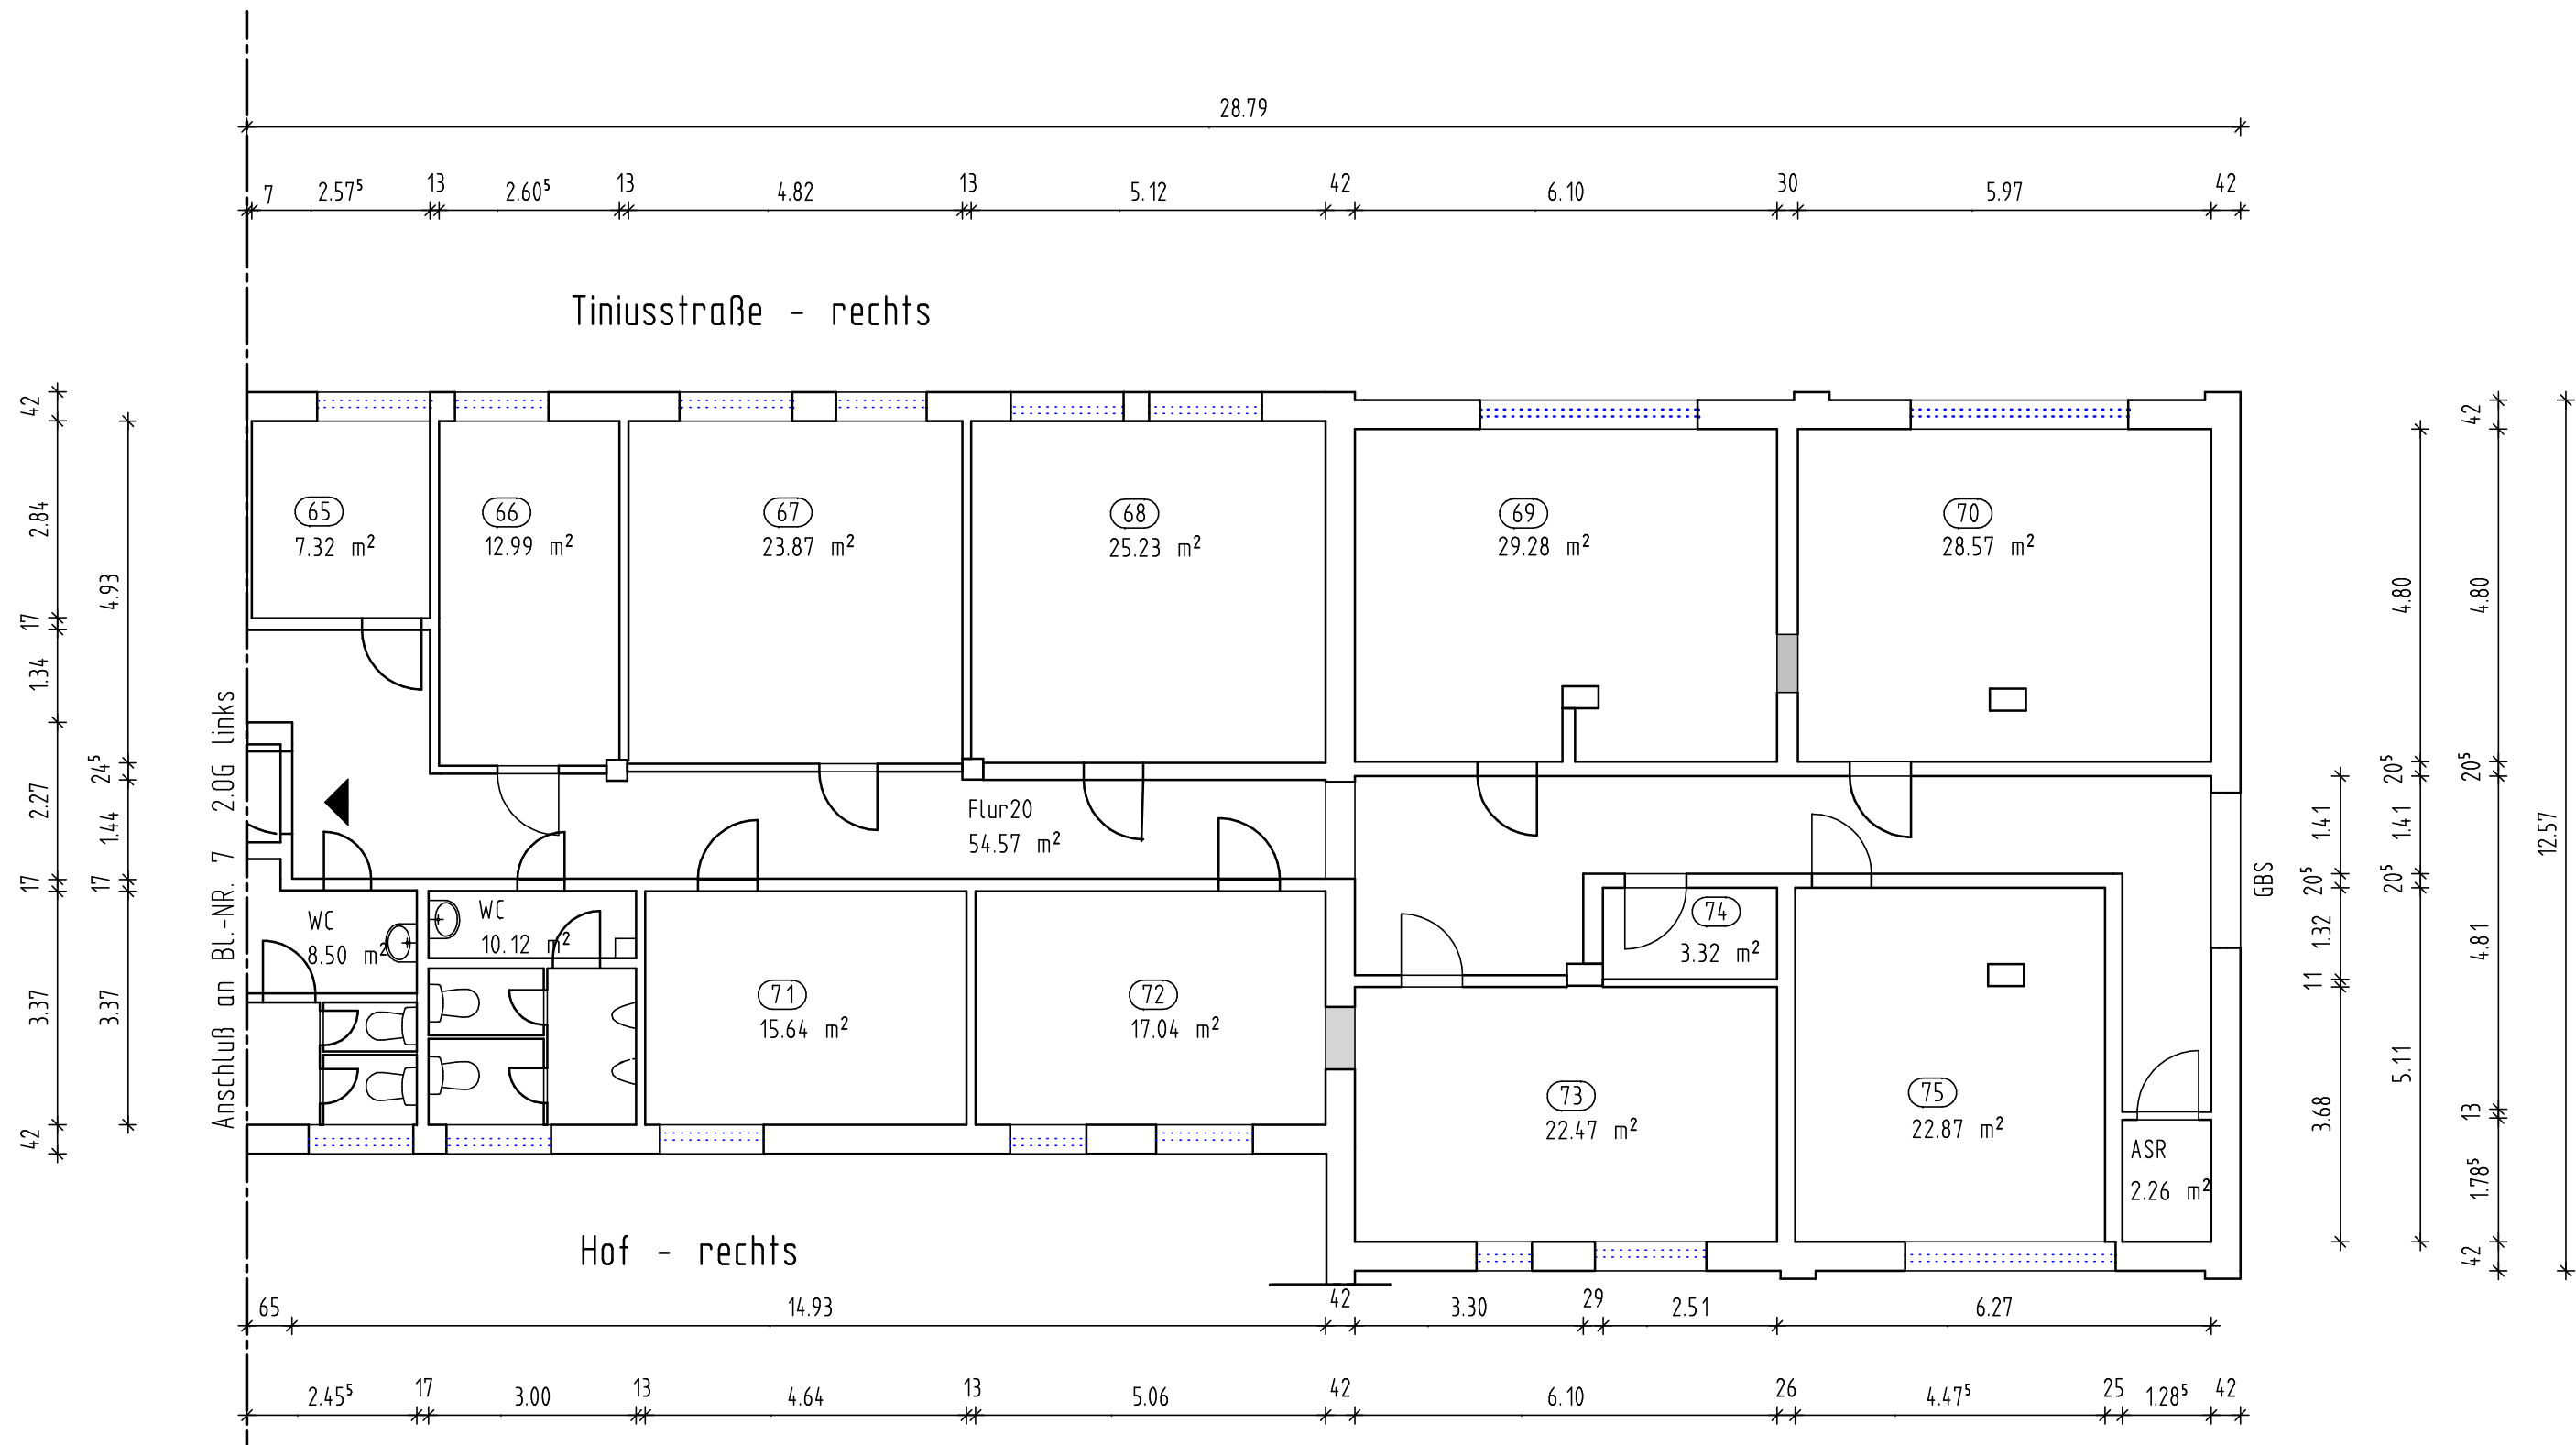 28.79
7 2.57⁵ 13 2.60⁵ 13 4.82 13 5.12 42 6.10 30 5.97 42
Tiniusstraße - rechts
42 2.84 17 1.34 2.27 17 3.37 42
4.93 24⁵ 1.44 17 3.37
Anschluß an BL.-NR. 7 2.OG links
65
7.32 m²
66
12.99 m²
67
23.87 m²
68
25.23 m²
69
29.28 m²
70
28.57 m²
Flur20
54.57 m²
WC
8.50 m²
WC
10.12 m²
71
15.64 m²
72
17.04 m²
73
22.47 m²
74
3.32 m²
75
22.87 m²
ASR
2.26 m²
GBS
1.41 20⁵ 1.32 11 3.68
4.80 20⁵ 1.41 20⁵ 5.11
42 4.80 20⁵ 4.81 13 1.78⁵ 42
12.57
Hof - rechts
65 14.93 42 3.30 29 2.51 6.27
2.45⁵ 17 3.00 13 4.64 13 5.06 42 6.10 26 4.47⁵ 25 1.28⁵ 42